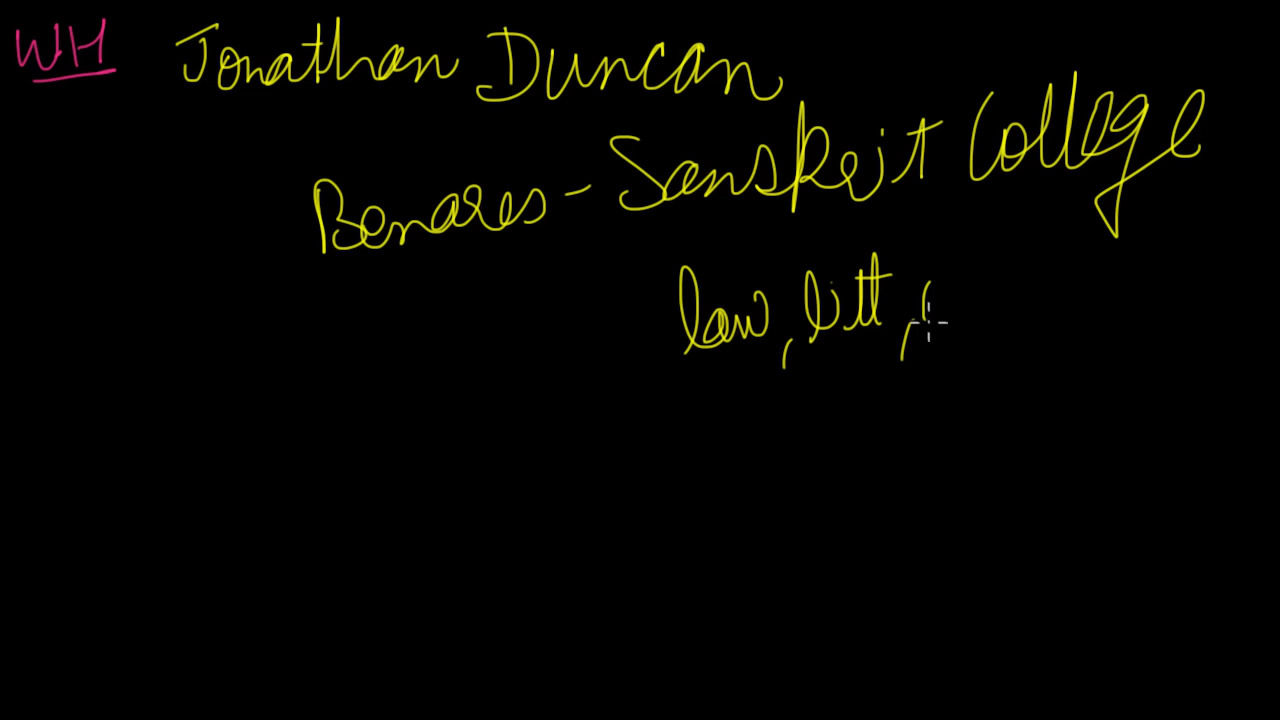 WH Jonathan Duncan
Benares - Sanskrit College
law, litt,